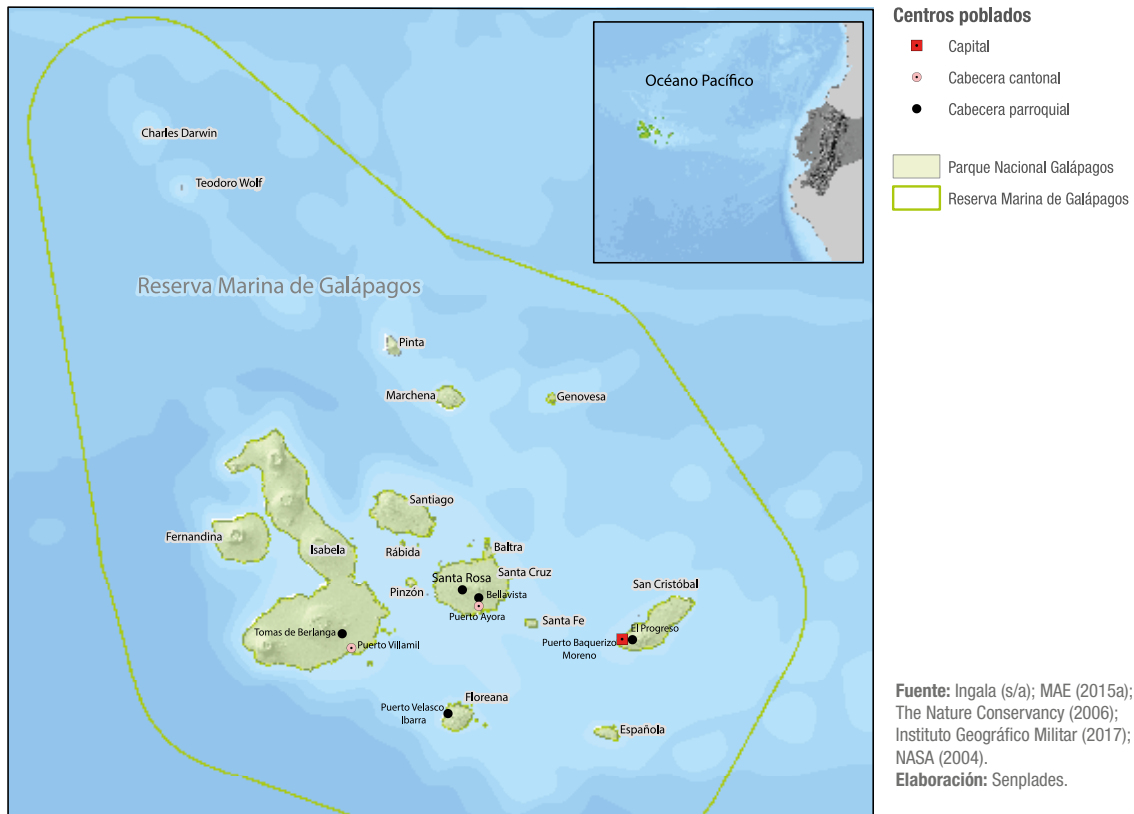 Océano Pacífico
Charles Darwin
Teodoro Wolf
Reserva Marina de Galápagos
Pinta
Marchena
Genovesa
Santiago
Fernandina
Isabela
Rábida
Baltra
Santa Cruz
Santa Rosa
Pinzón
Bellavista
San Cristóbal
Puerto Ayora
Santa Fe
Tomas de Berlanga
El Progreso
Puerto Villamil
Puerto Baquerizo
Moreno
Floreana
Puerto Velasco
Ibarra
Española
Centros poblados
Capital
Cabecera cantonal
Cabecera parroquial
Parque Nacional Galápagos
Reserva Marina de Galápagos
Fuente: Ingala (s/a); MAE (2015a);
The Nature Conservancy (2006);
Instituto Geográfico Militar (2017);
NASA (2004).
Elaboración: Senplades.